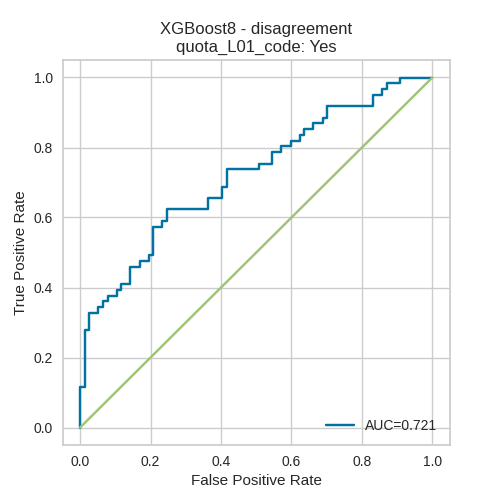 XGBoost8 - disagreement
quota_L01_code: Yes
1.0
0.8
0.6
0.4
0.2
0.0
True Positive Rate
AUC=0.721
0.0 0.2 0.4 0.6 0.8 1.0
False Positive Rate